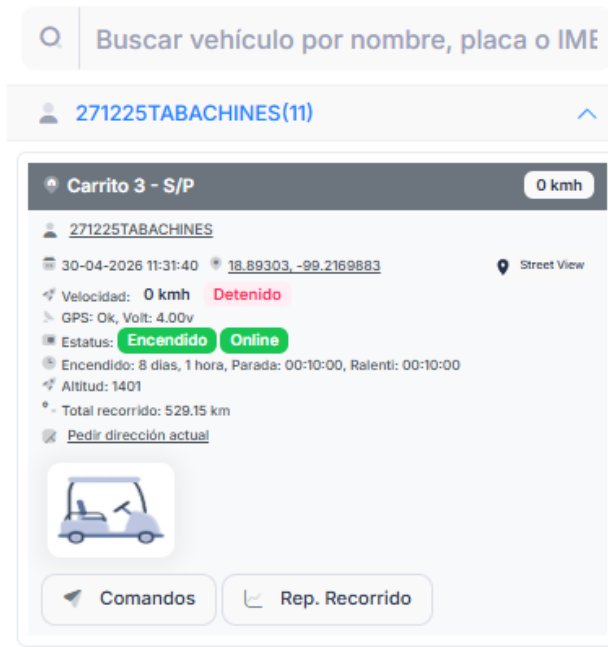 Buscar vehículo por nombre, placa o IME
271225TABACHINES(11)
Carrito 3 - S/P 0 kmh
271225TABACHINES
30-04-2026 11:31:40 18.89303, -99.2169883 Street View
Velocidad: 0 kmh Detenido
GPS: Ok, Volt: 4.00v
Estatus: Encendido Online
Encendido: 8 dias, 1 hora, Parada: 00:10:00, Ralenti: 00:10:00
Altitud: 1401
Total recorrido: 529.15 km
Pedir dirección actual
Comandos Rep. Recorrido